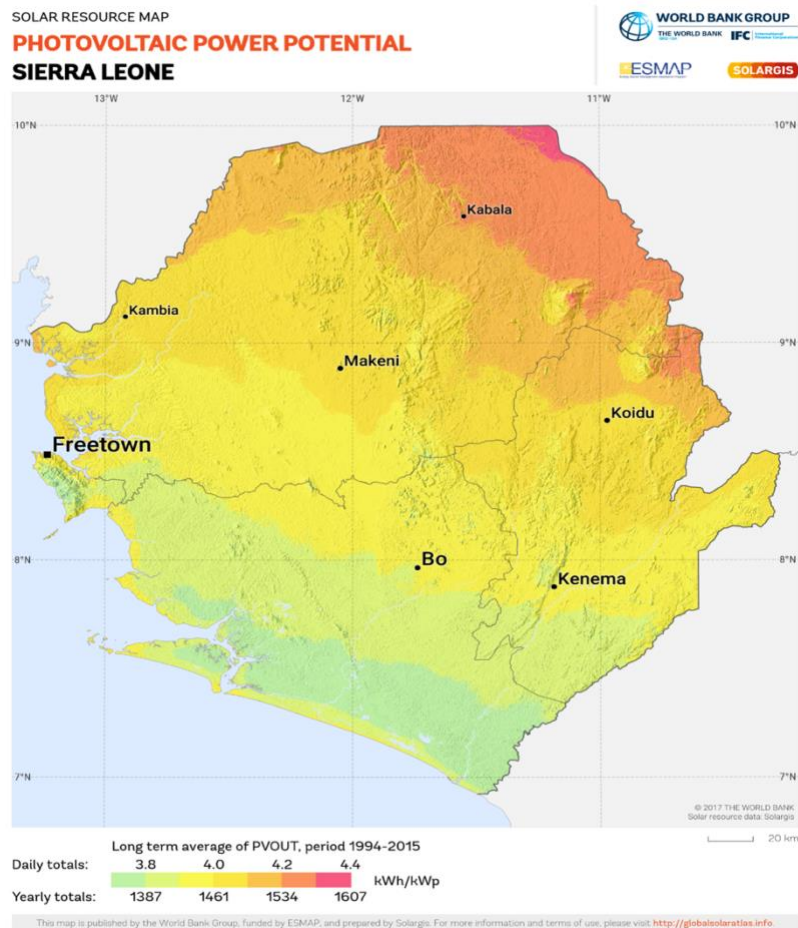 SOLAR RESOURCE MAP
PHOTOVOLTAIC POWER POTENTIAL
SIERRA LEONE
WORLD BANK GROUP
THE WORLD BANK
IFC
International
Finance Corporation
ESMAP
SOLARGIS
13°W 12°W 11°W
10°N 10°N
Kabala
Kambia
9°N 9°N
Makeni
Koidu
Freetown
8°N 8°N
Bo
Kenema
7°N 7°N
© 2017 THE WORLD BANK
Solar resource data: Solargis
20 km
Long term average of PVOUT, period 1994-2015
Daily totals: 3.8 4.0 4.2 4.4
kWh/kWp
Yearly totals: 1387 1461 1534 1607
This map is published by the World Bank Group, funded by ESMAP, and prepared by Solargis. For more information and terms of use, please visit http://globalsolaratlas.info.